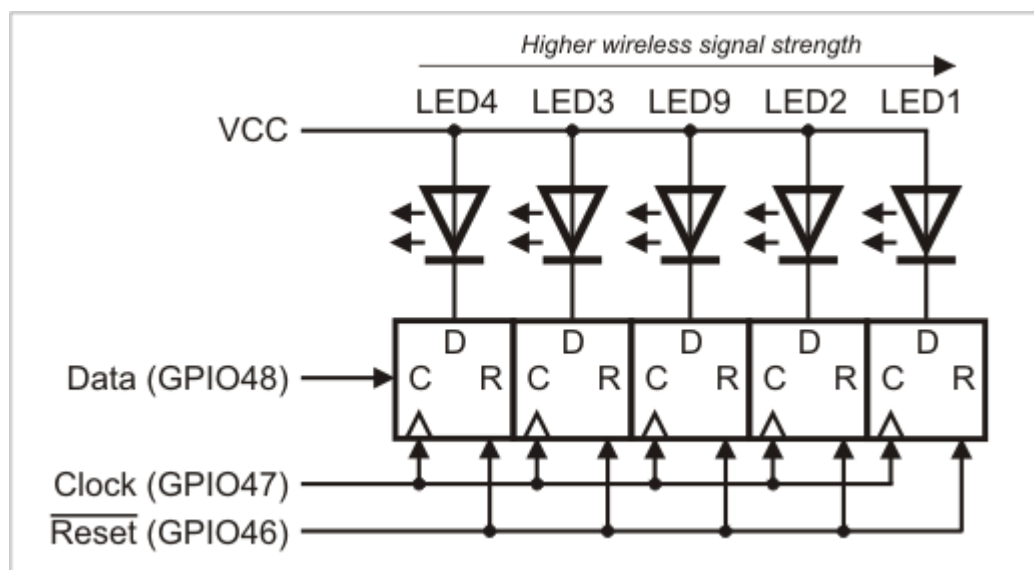 Higher wireless signal strength
LED4 LED3 LED9 LED2 LED1
VCC
D D D D D
Data (GPIO48) C R C R C R C R C R
Clock (GPIO47)
Reset (GPIO46)